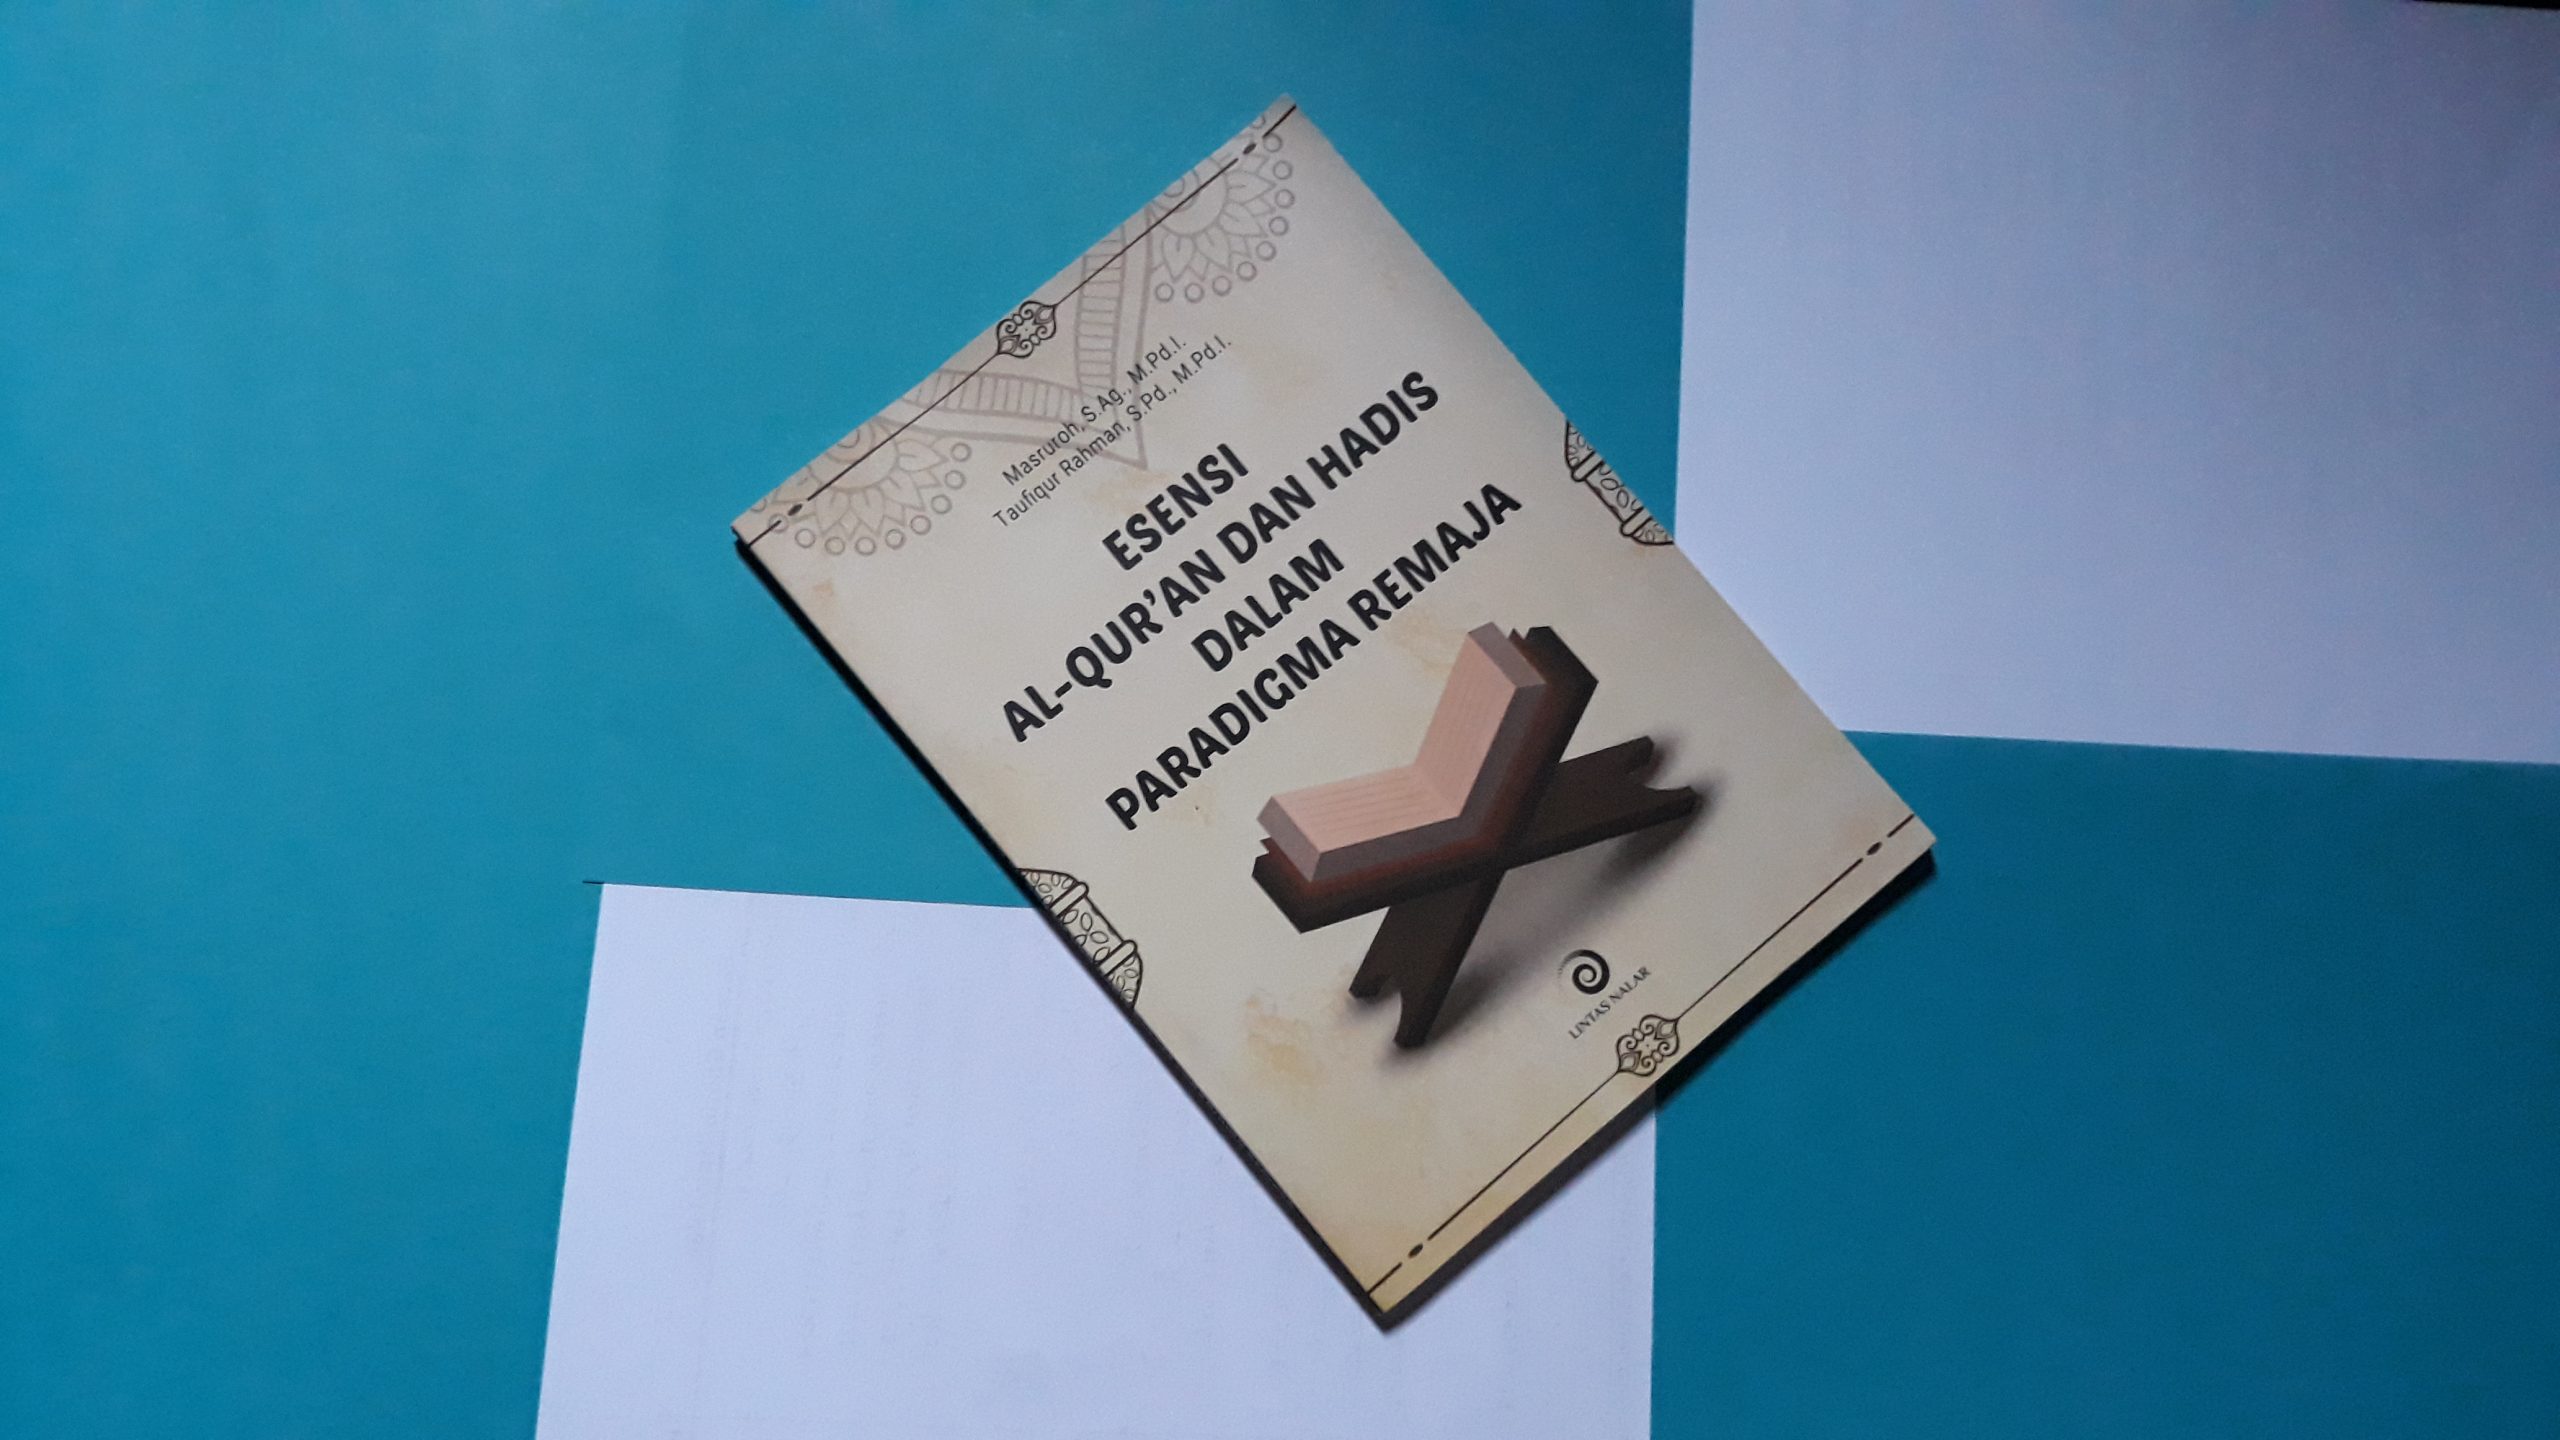 Masruroh, S.Ag., M.Pd.I.
Taufiqur Rahman, S.Pd., M.Pd.I.
ESENSI
AL-QUR'AN DAN HADIS
DALAM
PARADIGMA REMAJA
LINTAS NALAR